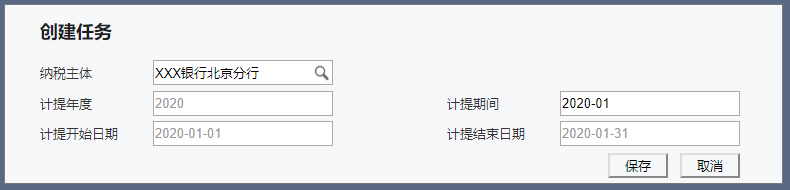 创建任务
纳税主体 XXX银行北京分行
计提年度 2020 计提期间 2020-01
计提开始日期 2020-01-01 计提结束日期 2020-01-31
保存 取消